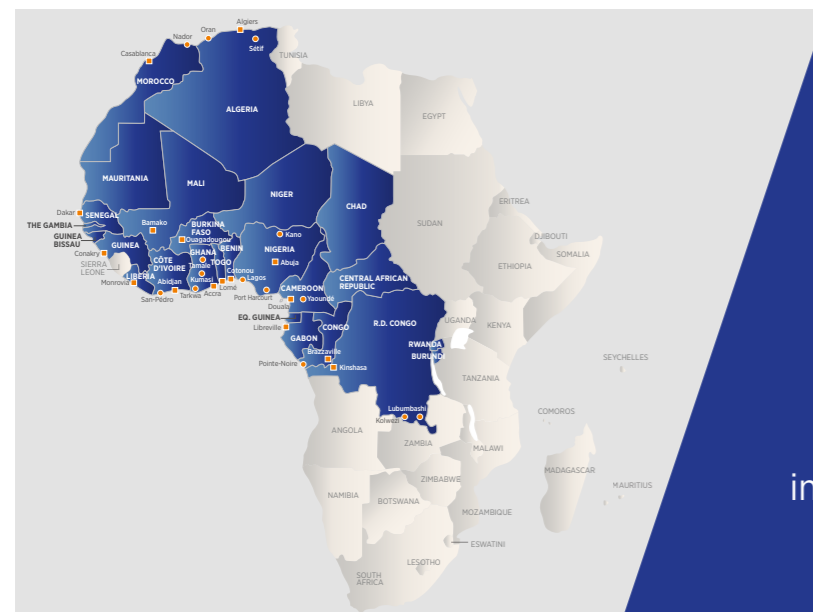 Algiers
Oran
Nador
Sétif
Casablanca
TUNISIA
MOROCCO
LIBYA
EGYPT
ALGERIA
MAURITANIA
MALI
NIGER
CHAD
SUDAN
ERITREA
Dakar
SENEGAL
THE GAMBIA
Bamako
BURKINA
FASO
Ouagadougou
Kano
DJIBOUTI
GUINEA
BISSAU
GUINEA
GHANA
BENIN
NIGERIA
SOMALIA
Conakry
CÔTE
D'IVOIRE
Tamale
TOGO
Abuja
ETHIOPIA
SIERRA
LEONE
LIBERIA
Kumasi
Cotonou
Lagos
CENTRAL AFRICAN
REPUBLIC
Monrovia
Abidjan
Lomé
CAMEROON
San-Pédro
Tarkwa
Accra
Port Harcourt
Yaoundé
Douala
EQ. GUINEA
CONGO
R.D. CONGO
UGANDA
KENYA
Libreville
GABON
RWANDA
BURUNDI
Brazzaville
SEYCHELLES
Pointe-Noire
Kinshasa
TANZANIA
Lubumbashi
Kolwezi
COMOROS
ANGOLA
ZAMBIA
MALAWI
MADAGASCAR
ZIMBABWE
MAURITIUS
NAMIBIA
BOTSWANA
MOZAMBIQUE
in
ESWATINI
LESOTHO
SOUTH
AFRICA